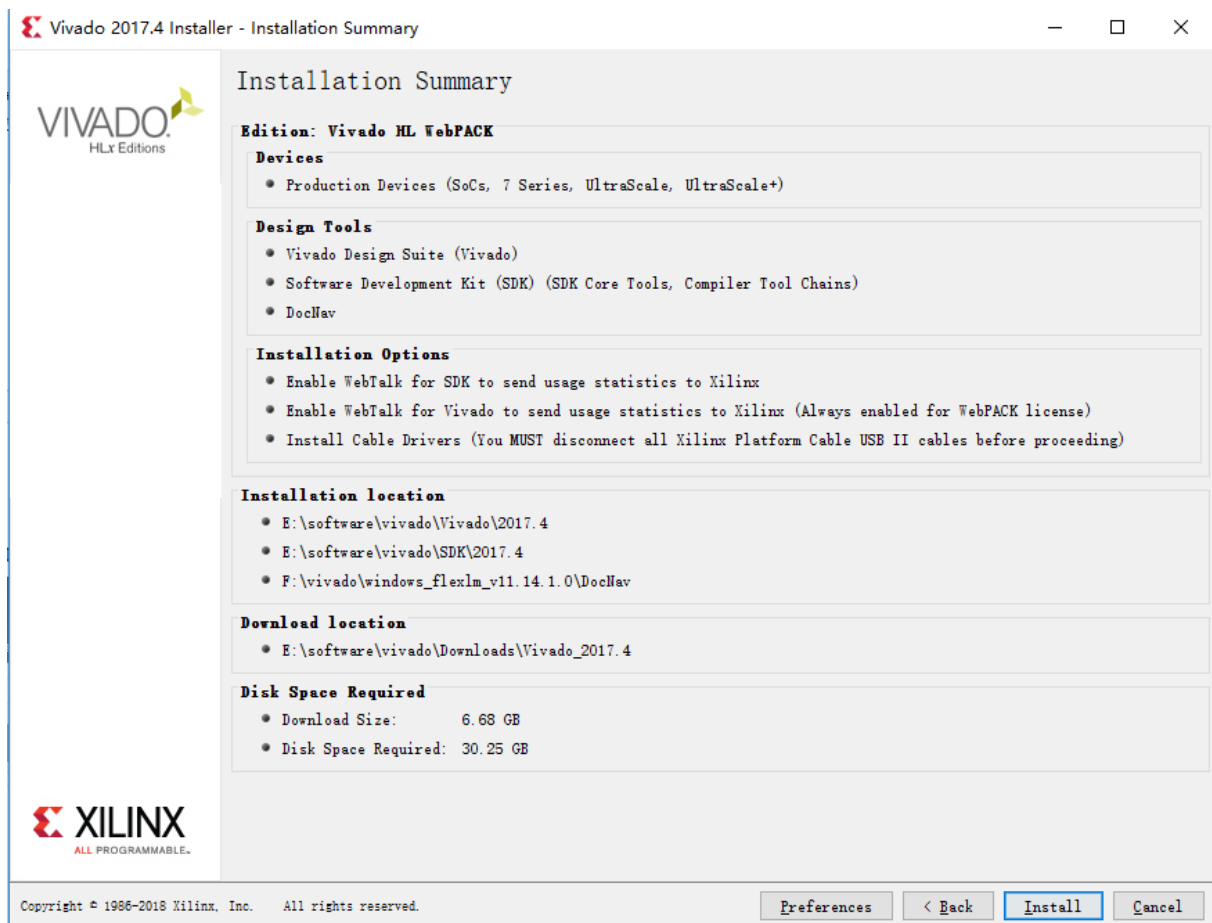 Vivado 2017.4 Installer - Installation Summary
VIVADO.
HLx Editions
Installation Summary
Edition: Vivado HL WebPACK
Devices
Production Devices (SoCs, 7 Series, UltraScale, UltraScale+)
Design Tools
Vivado Design Suite (Vivado)
Software Development Kit (SDK) (SDK Core Tools, Compiler Tool Chains)
DocNav
Installation Options
Enable WebTalk for SDK to send usage statistics to Xilinx
Enable WebTalk for Vivado to send usage statistics to Xilinx (Always enabled for WebPACK license)
Install Cable Drivers (You MUST disconnect all Xilinx Platform Cable USB II cables before proceeding)
Installation location
E:\software\vivado\Vivado\2017.4
E:\software\vivado\SDK\2017.4
F:\vivado\windows_flexlm_v11.14.1.0\DocNav
Download location
E:\software\vivado\Downloads\Vivado_2017.4
Disk Space Required
Download Size: 6.68 GB
Disk Space Required: 30.25 GB
XILINX
ALL PROGRAMMABLE.
Copyright © 1986-2018 Xilinx, Inc. All rights reserved.
Preferences < Back Install Cancel